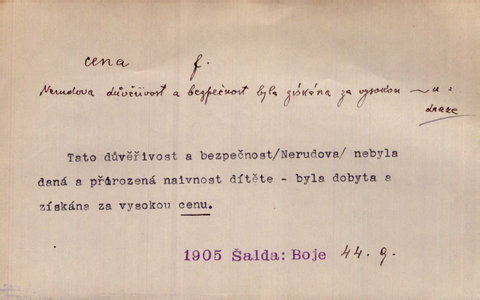 cena f.
Nerudova důvěřivost a bezpečnost byla získána za vysokou ~u -
draze
Tato důvěřivost a bezpečnost/Nerudova/ nebyla
daná a přirozená naivnost dítěte - byla dobyta a
získána za vysokou cenu.
1905 Šalda: Boje 44. 9.